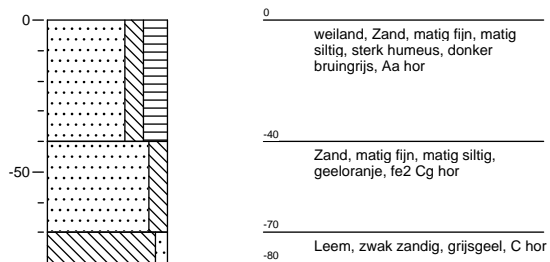 0
0
weiland, Zand, matig fijn, matig
siltig, sterk humeus, donker
bruingrijs, Aa hor
-40
Zand, matig fijn, matig siltig,
geeloranje, fe2 Cg hor
-50
-70
Leem, zwak zandig, grijsgeel, C hor
-80